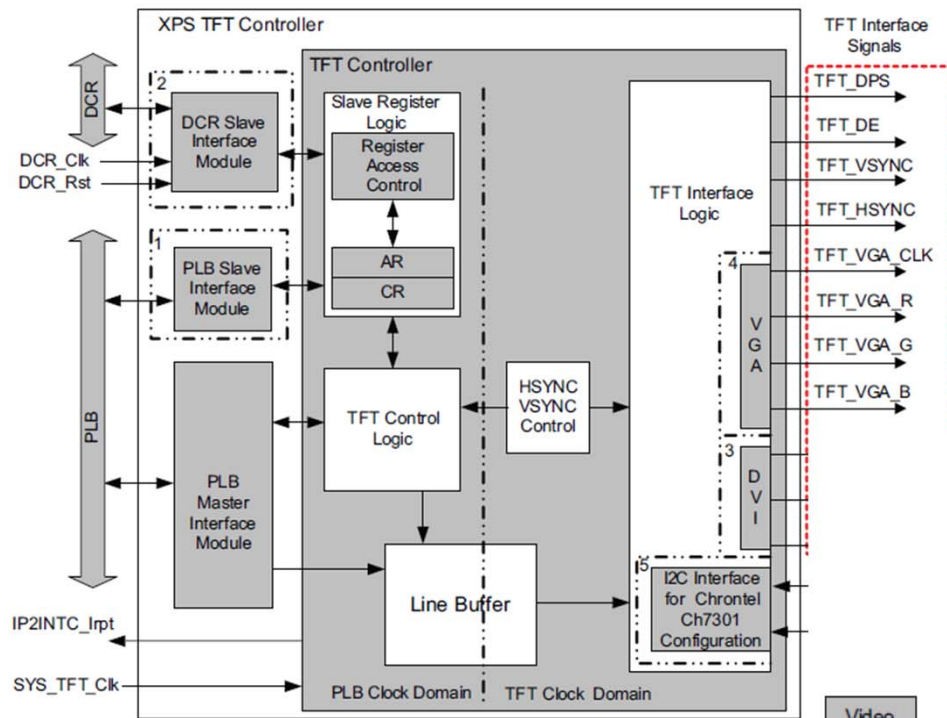 XPS TFT Controller
TFT Interface
Signals
TFT Controller
DCR
2
DCR Slave
Interface
Module
DCR_Clk
DCR_Rst
Slave Register
Logic
Register
Access
Control
AR
CR
PLB
1
PLB Slave
Interface
Module
PLB
Master
Interface
Module
TFT Control
Logic
HSYNC
VSYNC
Control
Line Buffer
TFT Interface
Logic
4
VGA
3
DVI
5
I2C Interface
for Chrontel
Ch7301
Configuration
TFT_DPS
TFT_DE
TFT_VSYNC
TFT_HSYNC
TFT_VGA_CLK
TFT_VGA_R
TFT_VGA_G
TFT_VGA_B
IP2INTC_Irpt
SYS_TFT_Clk
PLB Clock Domain
TFT Clock Domain
Video